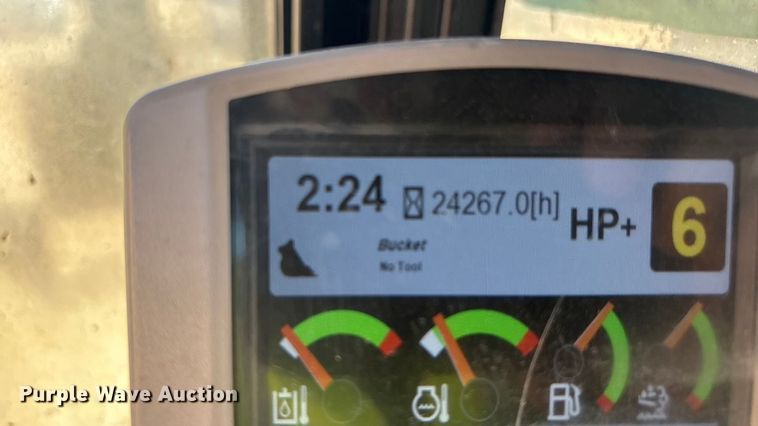 2:24 24267.0[h] HP+ 6
Bucket
No Tool
Purple Wave Auction